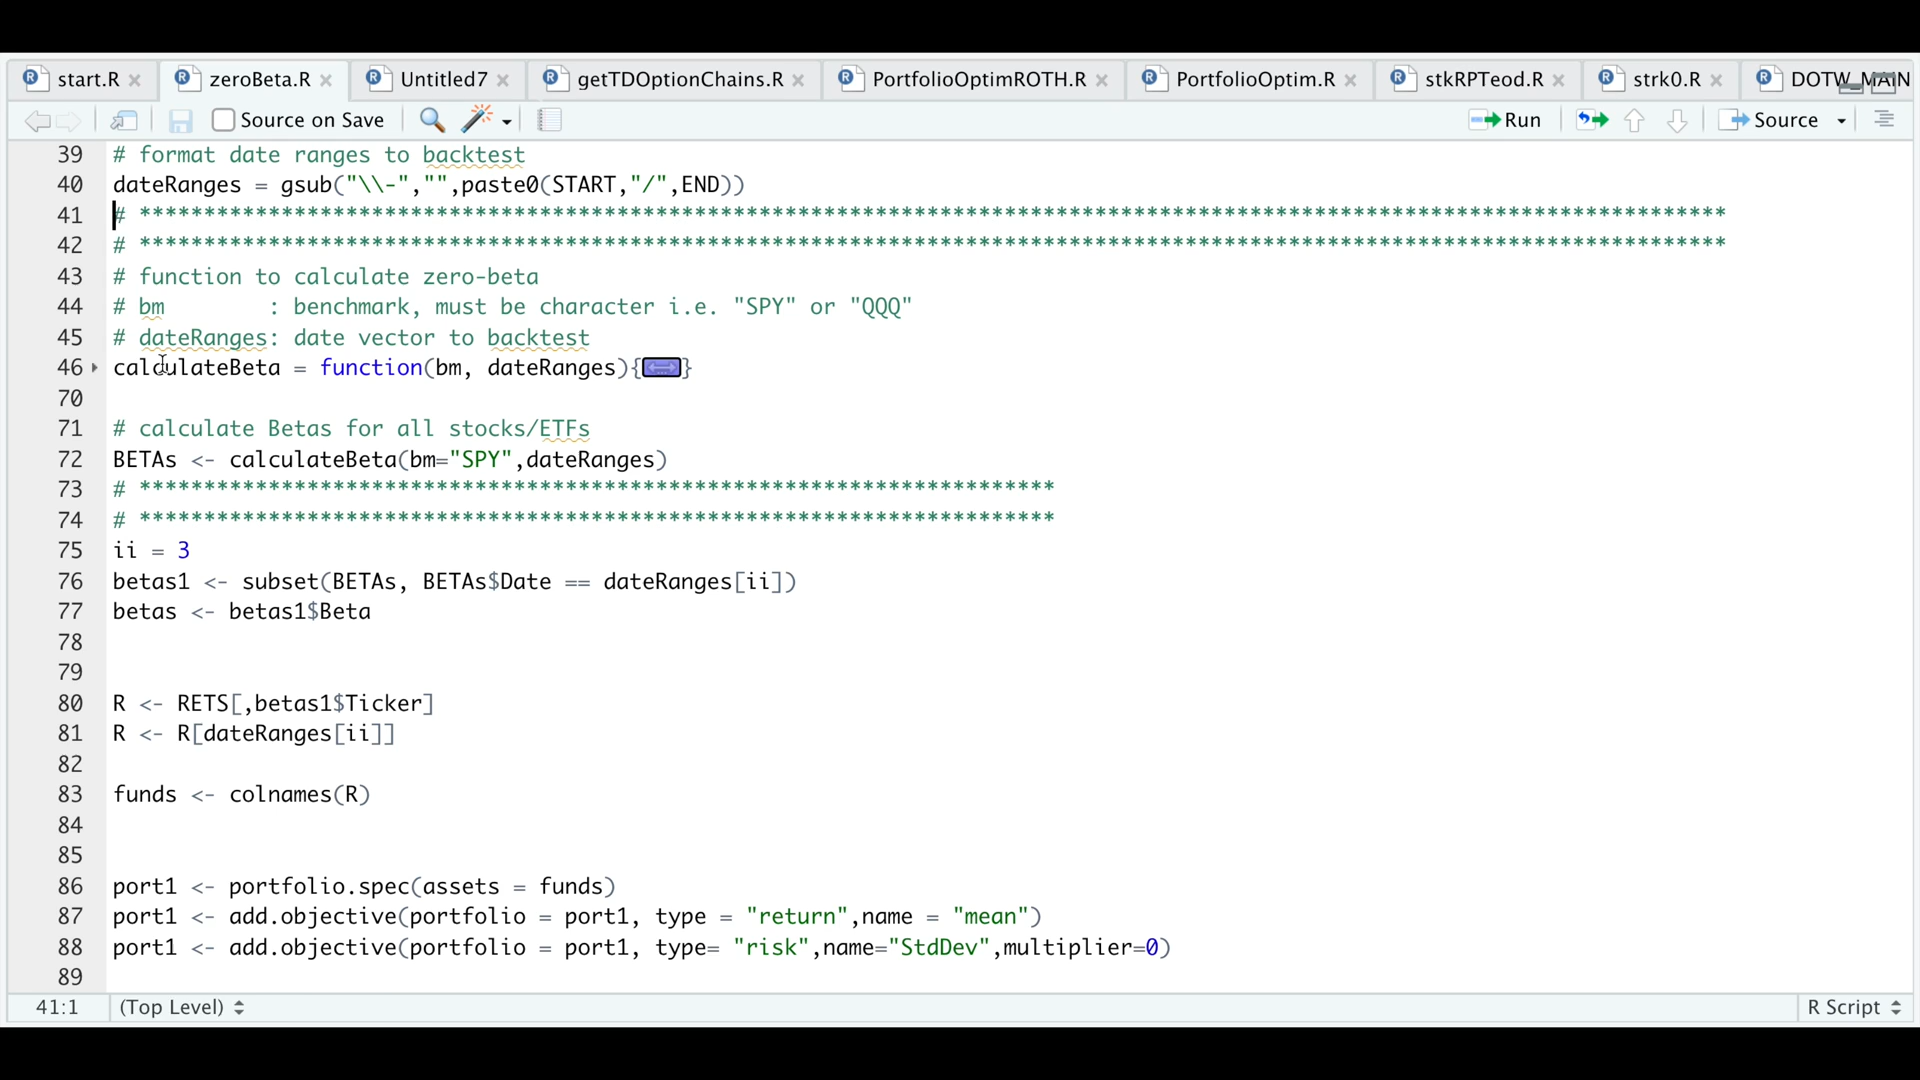 start.R × zeroBeta.R × Untitled7 × getTDOptionChains.R × PortfolioOptimROTH.R × PortfolioOptim.R × stkRPTeod.R × strk0.R × DOTW_MAIN
Source on Save Run Source
39 # format date ranges to backtest
40 dateRanges = gsub("\\-","",paste0(START,"/",END))
41 # ***************************************************************************************************************************
42 # ***************************************************************************************************************************
43 # function to calculate zero-beta
44 # bm        : benchmark, must be character i.e. "SPY" or "QQQ"
45 # dateRanges: date vector to backtest
46 calculateBeta = function(bm, dateRanges){}
70
71 # calculate Betas for all stocks/ETFs
72 BETAs <- calculateBeta(bm="SPY",dateRanges)
73 # ***********************************************************************
74 # ***********************************************************************
75 ii = 3
76 betas1 <- subset(BETAs, BETAs$Date == dateRanges[ii])
77 betas <- betas1$Beta
78
79
80 R <- RETS[,betas1$Ticker]
81 R <- R[dateRanges[ii]]
82
83 funds <- colnames(R)
84
85
86 port1 <- portfolio.spec(assets = funds)
87 port1 <- add.objective(portfolio = port1, type = "return",name = "mean")
88 port1 <- add.objective(portfolio = port1, type= "risk",name="StdDev",multiplier=0)
89
41:1 (Top Level) R Script